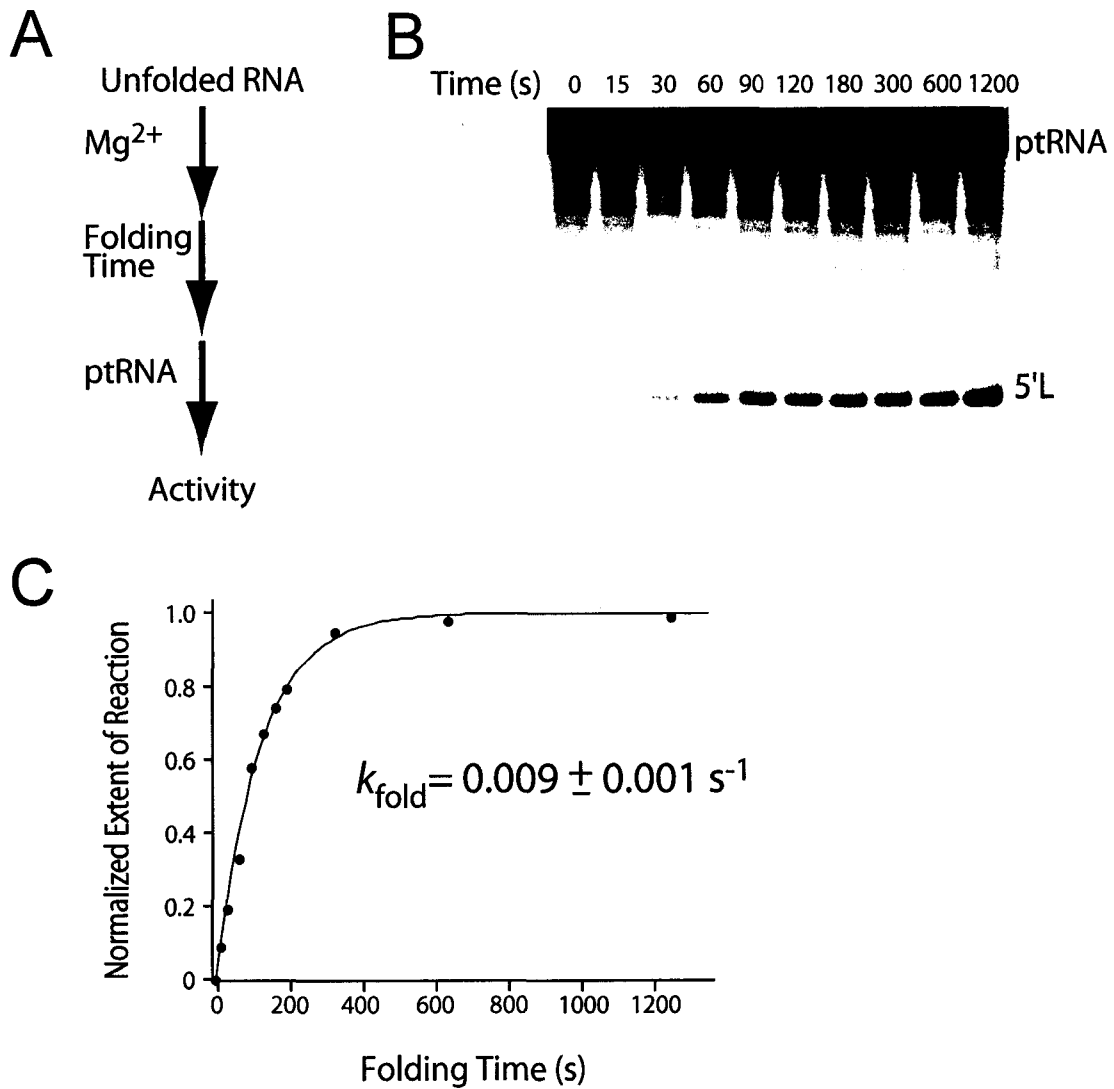 A
Unfolded RNA
Mg2+
Folding
Time
ptRNA
Activity
B
Time (s) 0 15 30 60 90 120 180 300 600 1200
ptRNA
5'L
C
Normalized Extent of Reaction
1.0
0.8
0.6
0.4
0.2
0
kfold= 0.009 ± 0.001 s-1
0 200 400 600 800 1000 1200
Folding Time (s)